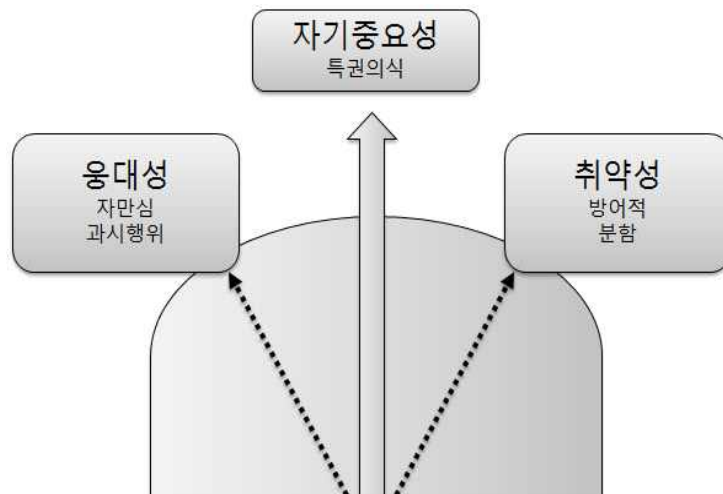 자기중요성
특권의식
웅대성
자만심
과시행위
취약성
방어적
분함